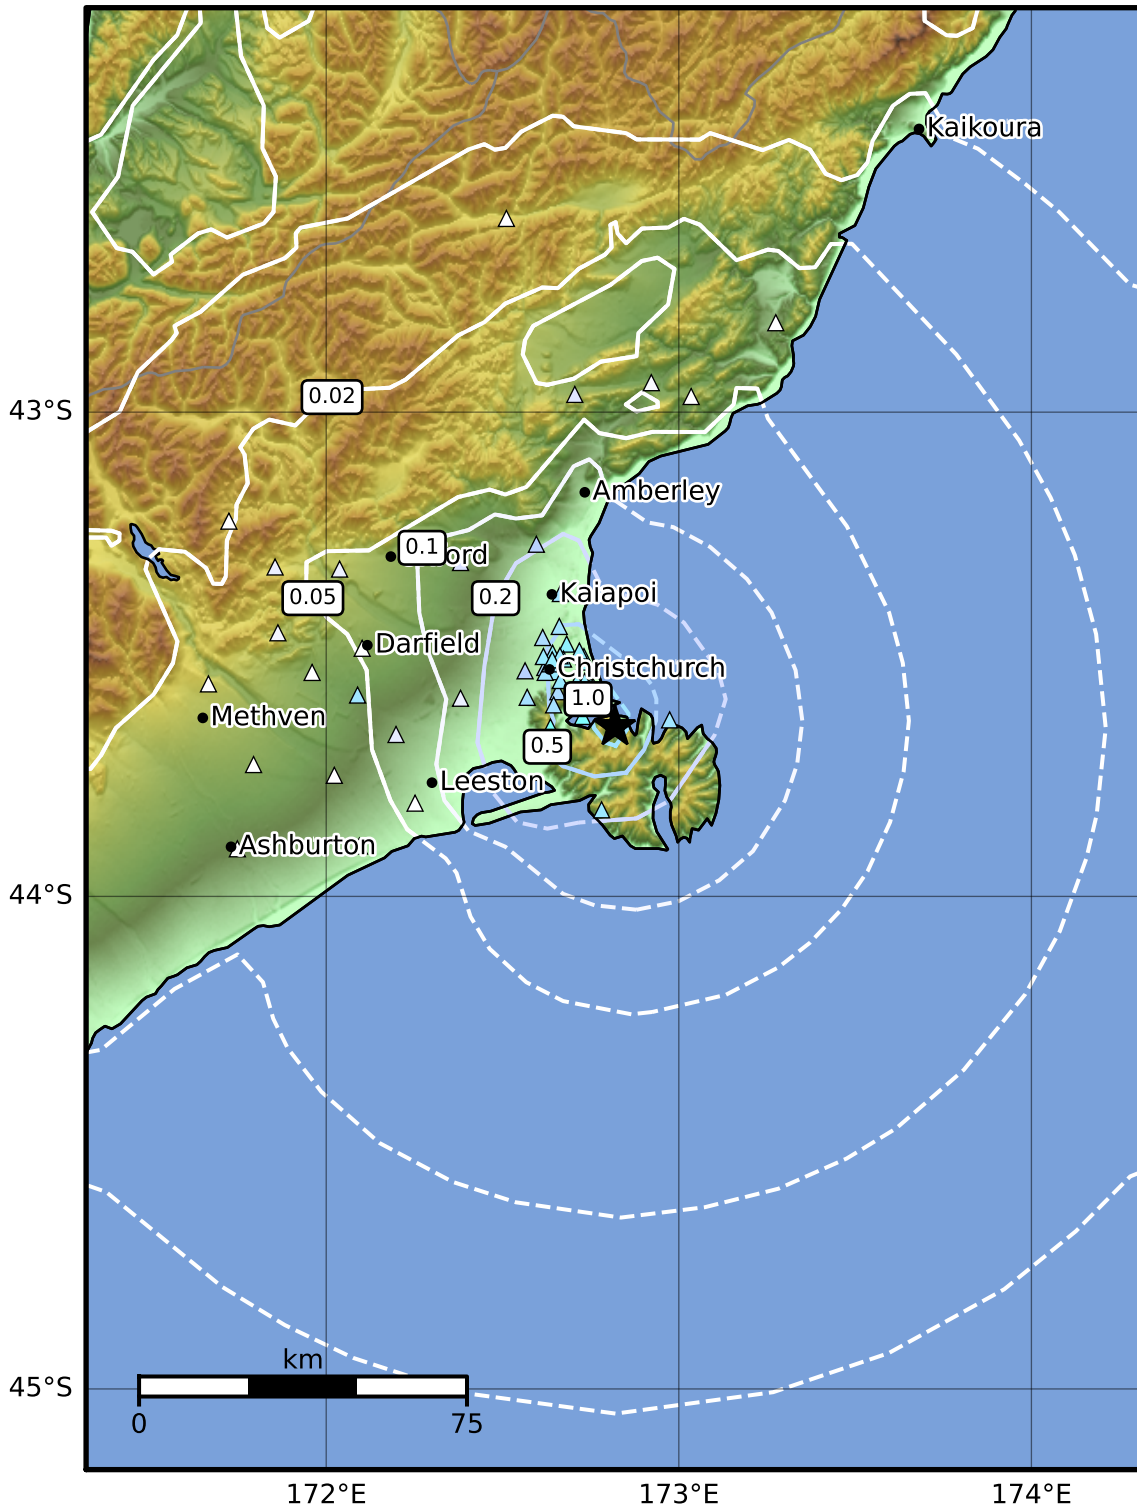 Kaikoura
0.02
43°S
Amberley
0.1
ord
0.05
0.2
Kaiapoi
Darfield
Christchurch
1.0
Methven
0.5
Leeston
Ashburton
44°S
km
45°S
0
75
172°E
173°E
174°E